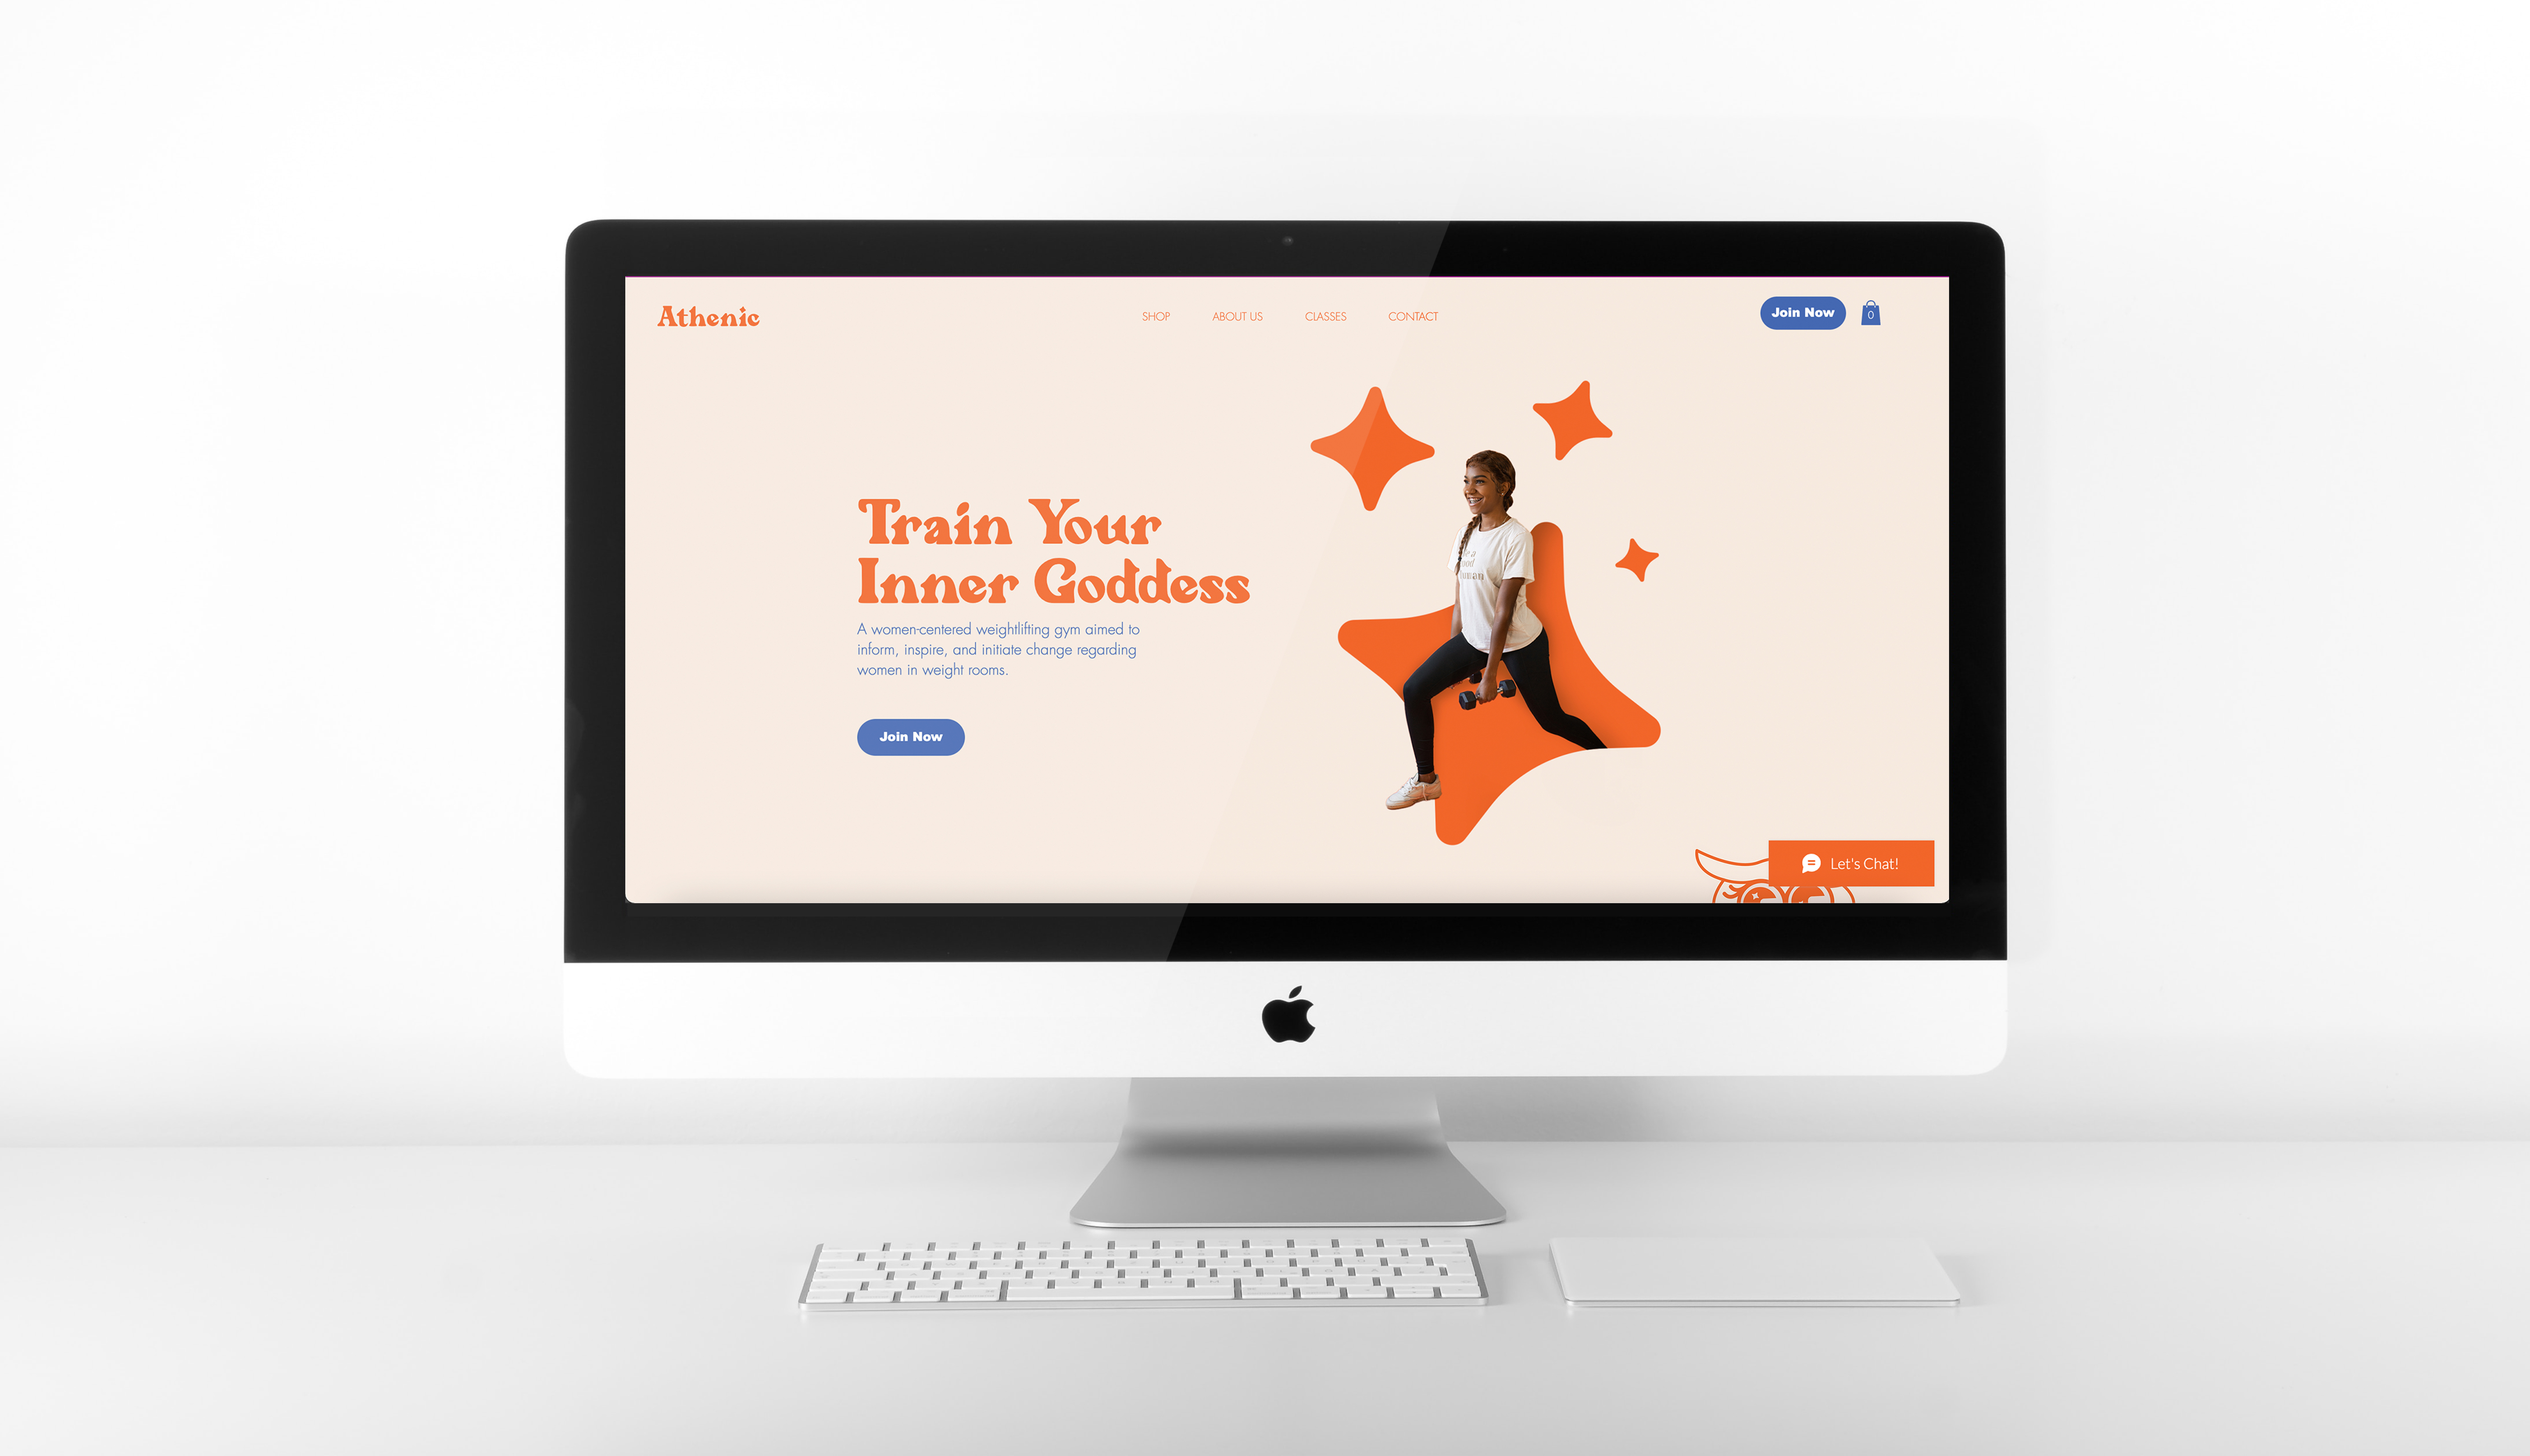 Athenic
SHOP
ABOUT US
CLASSES
CONTACT
Join Now
0
Train Your
Inner Goddess
A women-centered weightlifting gym aimed to
inform, inspire, and initiate change regarding
women in weight rooms.
Join Now
Let's Chat!